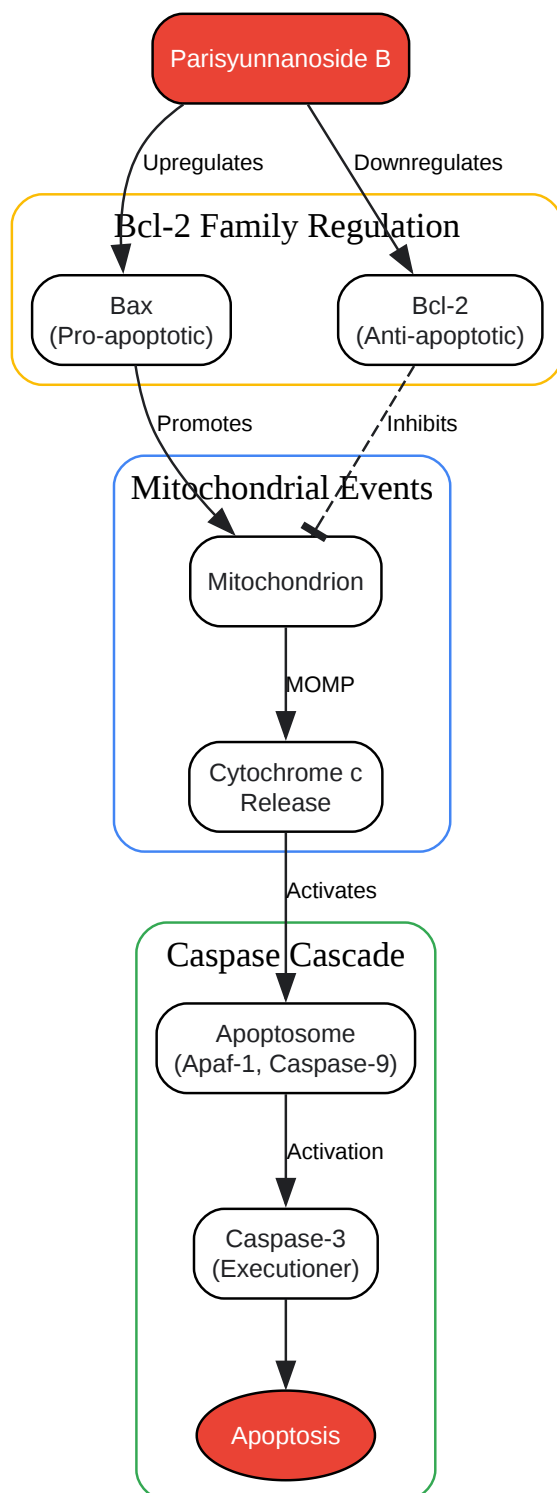 Parisyunnanoside B
Upregulates
Downregulates
Bcl-2 Family Regulation
Bax
(Pro-apoptotic)
Bcl-2
(Anti-apoptotic)
Promotes
Inhibits
Mitochondrial Events
Mitochondrion
MOMP
Cytochrome c
Release
Activates
Caspase Cascade
Apoptosome
(Apaf-1, Caspase-9)
Activation
Caspase-3
(Executioner)
Apoptosis